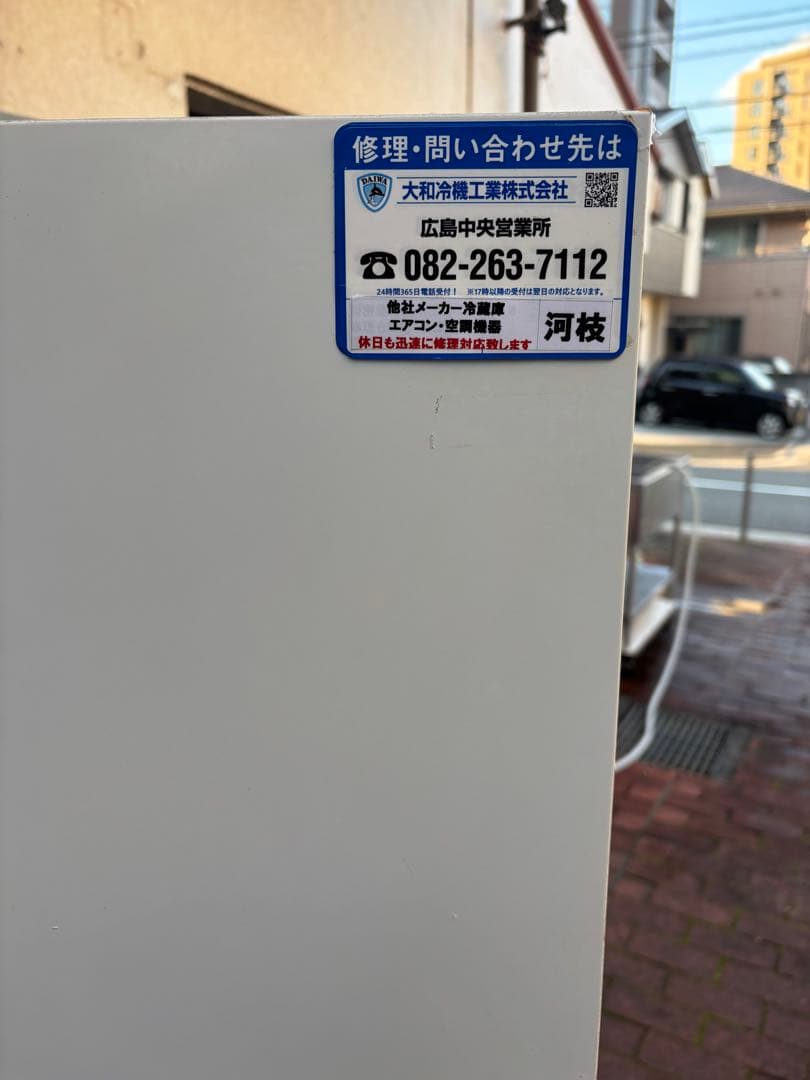 修理・問い合わせ先は
DAIWA
大和冷機工業株式会社
広島中央営業所
☎082-263-7112
24時間365日電話受付！ ※17時以降の受付は翌日の対応となります。
他社メーカー冷蔵庫
エアコン・空調機器
休日も迅速に修理対応致します
河枝